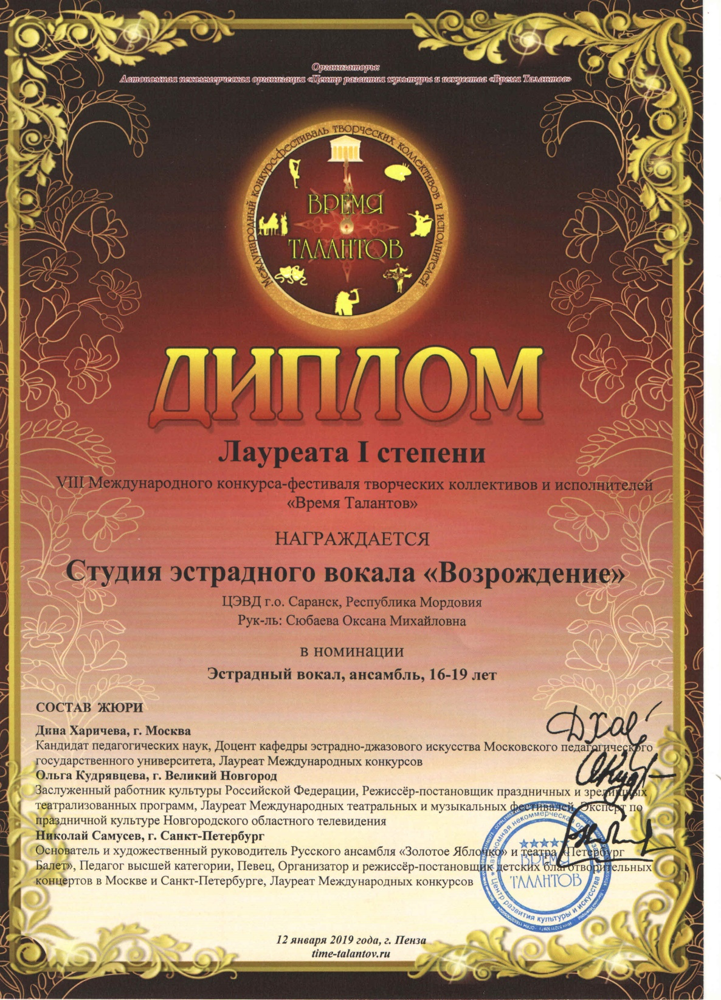 Организаторы:
Автономная некоммерческая организация «Центр развития культуры и искусства «Время Талантов»
Международный конкурс-фестиваль творческих коллективов и исполнителей
ВРЕМЯ
ТАЛАНТОВ
ДИПЛОМ
Лауреата I степени
VIII Международного конкурса-фестиваля творческих коллективов и исполнителей
«Время Талантов»
НАГРАЖДАЕТСЯ
Студия эстрадного вокала «Возрождение»
ЦЭВД г.о. Саранск, Республика Мордовия
Рук-ль: Сюбаева Оксана Михайловна
в номинации
Эстрадный вокал, ансамбль, 16-19 лет
СОСТАВ ЖЮРИ
Дина Харичева, г. Москва
Кандидат педагогических наук, Доцент кафедры эстрадно-джазового искусства Московского педагогического
государственного университета, Лауреат Международных конкурсов
Ольга Кудрявцева, г. Великий Новгород
Заслуженный работник культуры Российской Федерации, Режиссёр-постановщик праздничных и зрелищных
театрализованных программ, Лауреат Международных театральных и музыкальных фестивалей, Эксперт по
праздничной культуре Новгородского областного телевидения
Николай Самусев, г. Санкт-Петербург
Основатель и художественный руководитель Русского ансамбля «Золотое Яблочко» и театра «Петербург
Балет», Педагог высшей категории, Певец, Организатор и режиссёр-постановщик детских благотворительных
концертов в Москве и Санкт-Петербурге, Лауреат Международных конкурсов
Автономная некоммерческая
ВРЕМЯ
ТАЛАНТОВ
Центр развития культуры и искусства
12 января 2019 года, г. Пенза
time-talantov.ru